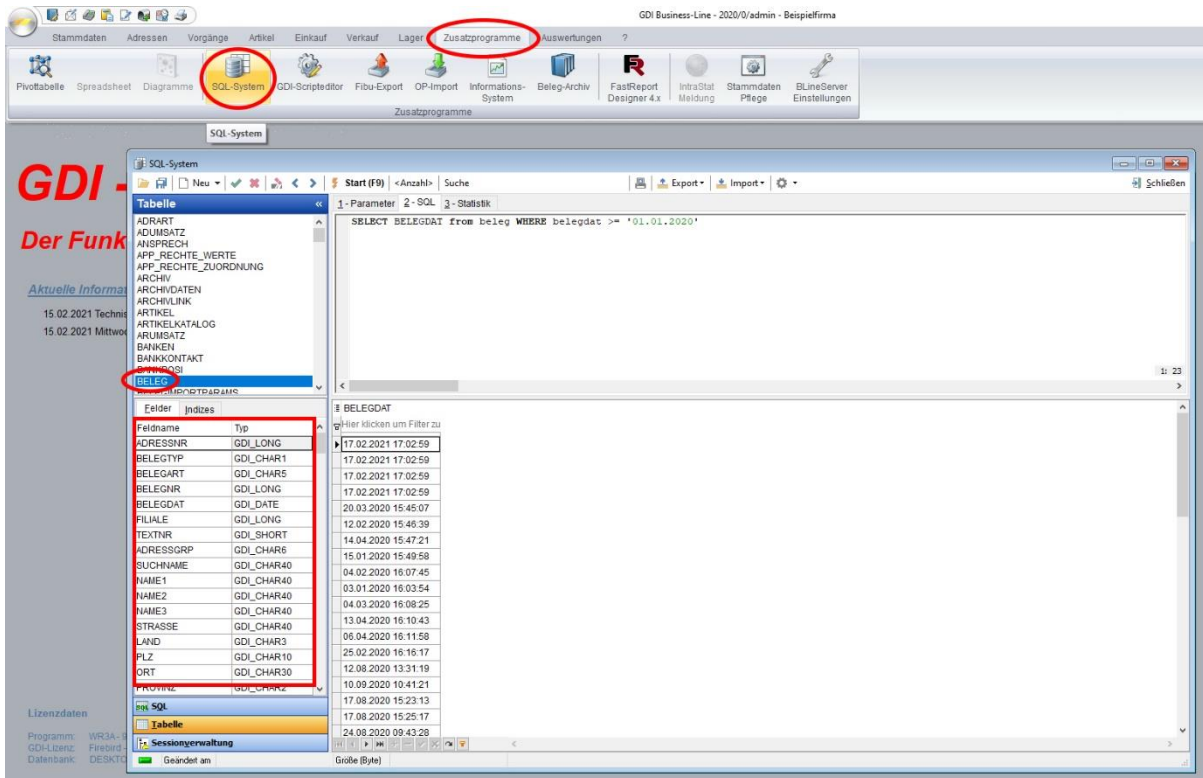 GDI Business-Line - 2020/0/admin - Beispielfirma
Stammdaten Adressen Vorgänge Artikel Einkauf Verkauf Lager Zusatzprogramme Auswertungen ?
Pivottabelle Spreadsheet Diagramme SQL-System GDI-Scripteditor Fibu-Export OP-Import Informations-System Beleg-Archiv FastReport Designer 4.x IntraStat Meldung Stammdaten Pflege BLineServer Einstellungen
Zusatzprogramme
SQL-System
GDI -
Der Funk
Aktuelle Informat
15.02.2021 Technis
15.02.2021 Mittwoc
SQL-System
Neu Start (F9) <Anzahl> Suche Export Import Schließen
Tabelle «
1 - Parameter 2 - SQL 3 - Statistik
SELECT BELEGDAT from beleg WHERE belegdat >= '01.01.2020'
ADRART
ADUMSATZ
ANSPRECH
APP_RECHTE_WERTE
APP_RECHTE_ZUORDNUNG
ARCHIV
ARCHIVDATEN
ARCHIVLINK
ARTIKEL
ARTIKELKATALOG
ARUMSATZ
BANKEN
BANKKONTAKT
BANKPOSI
BELEG
BELEGIMPORTPARAMS
1: 23
Felder Indizes
Feldname Typ
ADRESSNR GDI_LONG
BELEGTYP GDI_CHAR1
BELEGART GDI_CHAR5
BELEGNR GDI_LONG
BELEGDAT GDI_DATE
FILIALE GDI_LONG
TEXTNR GDI_SHORT
ADRESSGRP GDI_CHAR6
SUCHNAME GDI_CHAR40
NAME1 GDI_CHAR40
NAME2 GDI_CHAR40
NAME3 GDI_CHAR40
STRASSE GDI_CHAR40
LAND GDI_CHAR3
PLZ GDI_CHAR10
ORT GDI_CHAR30
PROVINZ GDI_CHAR2
BELEGDAT
Hier klicken um Filter zu
17.02.2021 17:02:59
17.02.2021 17:02:59
17.02.2021 17:02:59
17.02.2021 17:02:59
20.03.2020 15:45:07
12.02.2020 15:46:39
14.04.2020 15:47:21
15.01.2020 15:49:58
04.02.2020 16:07:45
03.01.2020 16:03:54
04.03.2020 16:08:25
13.04.2020 16:10:43
06.04.2020 16:11:58
25.02.2020 16:16:17
12.08.2020 13:31:19
10.09.2020 10:41:21
17.08.2020 15:23:13
17.08.2020 15:25:17
24.08.2020 09:43:28
SQL
Tabelle
Sessionverwaltung
Geändert am Größe (Byte)
Lizenzdaten
Programm: WR3A-
GDI-Lizenz: Firebird -
Datenbank: DESKTO